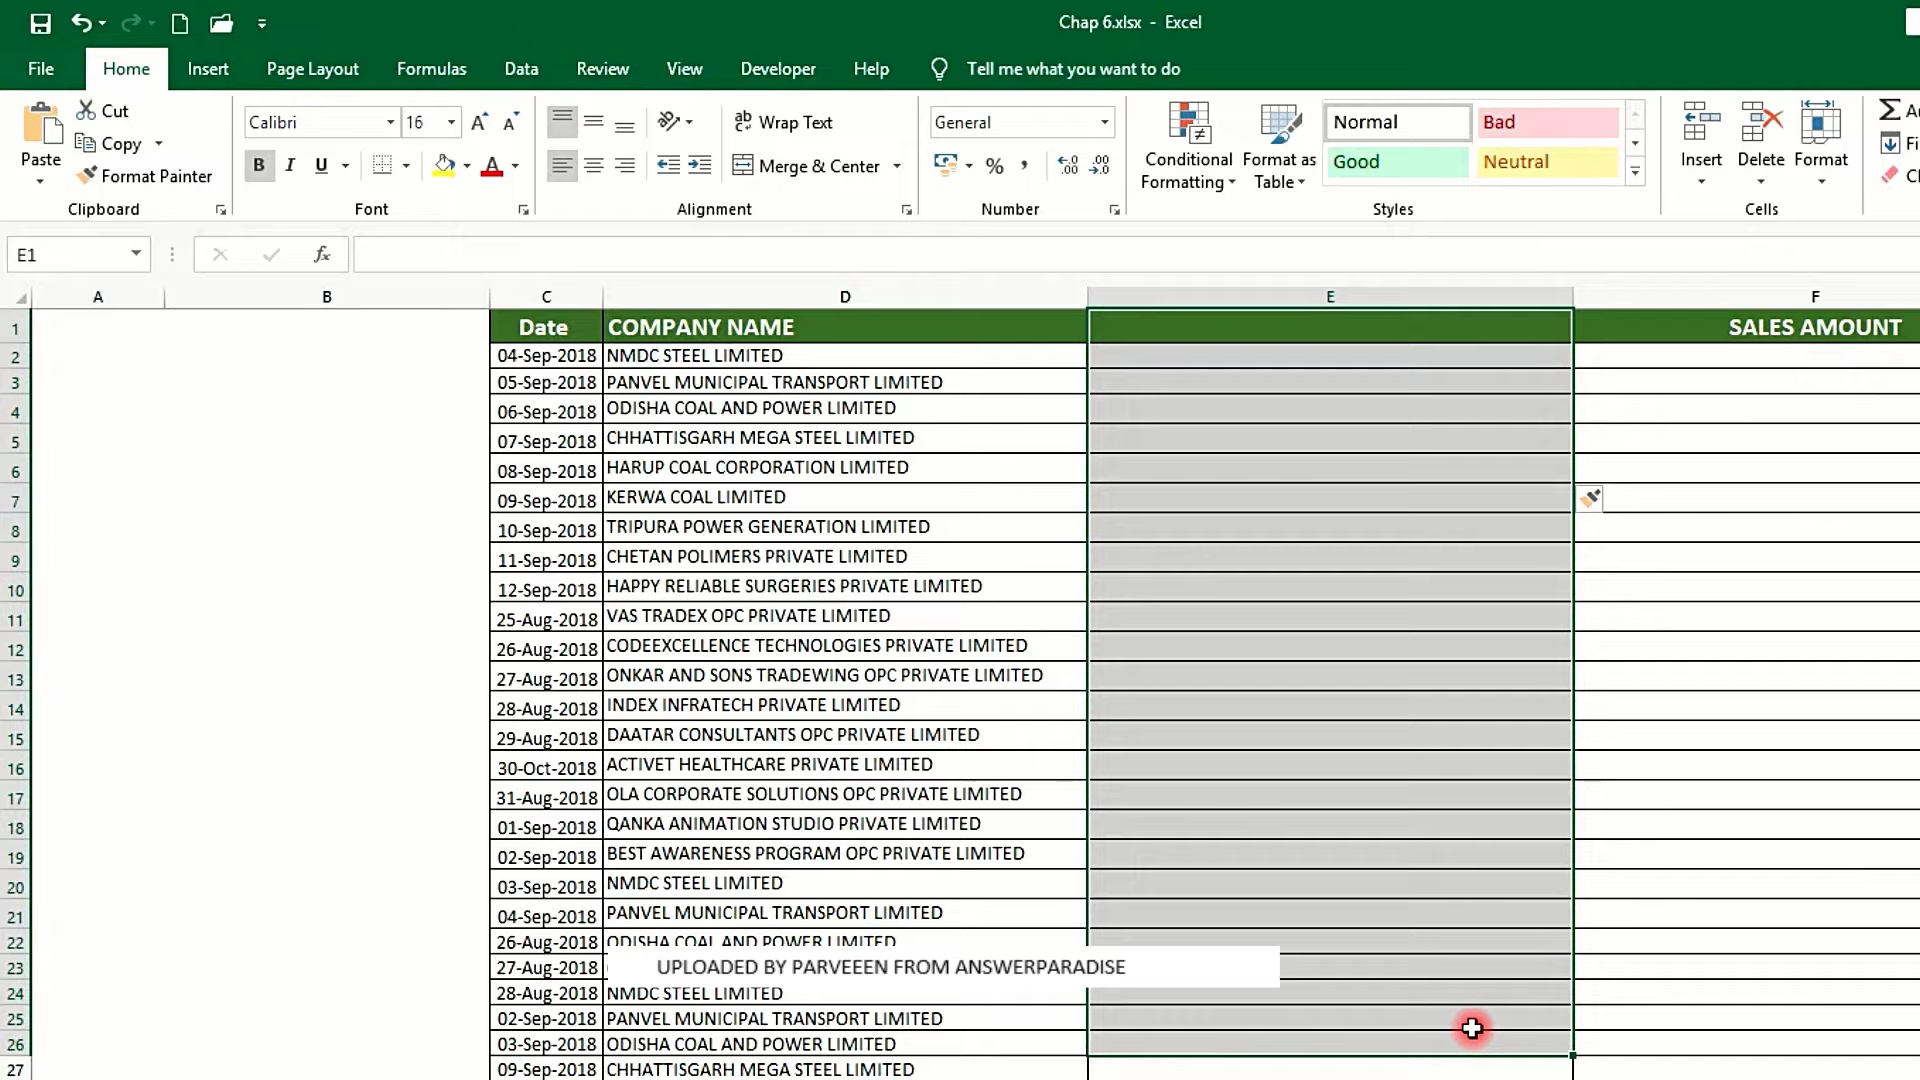 Chap 6.xlsx - Excel
File Home Insert Page Layout Formulas Data Review View Developer Help Tell me what you want to do
Cut
Copy
Format Painter
Paste
Clipboard
Calibri 16
B I U
Font
Wrap Text
Merge & Center
Alignment
General
% ,
Number
Conditional Formatting
Format as Table
Normal Bad
Good Neutral
Styles
Insert Delete Format
Cells
E1 fx
A B C D E F
1 Date COMPANY NAME SALES AMOUNT
2 04-Sep-2018 NMDC STEEL LIMITED
3 05-Sep-2018 PANVEL MUNICIPAL TRANSPORT LIMITED
4 06-Sep-2018 ODISHA COAL AND POWER LIMITED
5 07-Sep-2018 CHHATTISGARH MEGA STEEL LIMITED
6 08-Sep-2018 HARUP COAL CORPORATION LIMITED
7 09-Sep-2018 KERWA COAL LIMITED
8 10-Sep-2018 TRIPURA POWER GENERATION LIMITED
9 11-Sep-2018 CHETAN POLIMERS PRIVATE LIMITED
10 12-Sep-2018 HAPPY RELIABLE SURGERIES PRIVATE LIMITED
11 25-Aug-2018 VAS TRADEX OPC PRIVATE LIMITED
12 26-Aug-2018 CODEEXCELLENCE TECHNOLOGIES PRIVATE LIMITED
13 27-Aug-2018 ONKAR AND SONS TRADEWING OPC PRIVATE LIMITED
14 28-Aug-2018 INDEX INFRATECH PRIVATE LIMITED
15 29-Aug-2018 DAATAR CONSULTANTS OPC PRIVATE LIMITED
16 30-Oct-2018 ACTIVET HEALTHCARE PRIVATE LIMITED
17 31-Aug-2018 OLA CORPORATE SOLUTIONS OPC PRIVATE LIMITED
18 01-Sep-2018 QANKA ANIMATION STUDIO PRIVATE LIMITED
19 02-Sep-2018 BEST AWARENESS PROGRAM OPC PRIVATE LIMITED
20 03-Sep-2018 NMDC STEEL LIMITED
21 04-Sep-2018 PANVEL MUNICIPAL TRANSPORT LIMITED
22 26-Aug-2018 ODISHA COAL AND POWER LIMITED
23 27-Aug-2018
UPLOADED BY PARVEEEN FROM ANSWERPARADISE
24 28-Aug-2018 NMDC STEEL LIMITED
25 02-Sep-2018 PANVEL MUNICIPAL TRANSPORT LIMITED
26 03-Sep-2018 ODISHA COAL AND POWER LIMITED
27 09-Sep-2018 CHHATTISGARH MEGA STEEL LIMITED